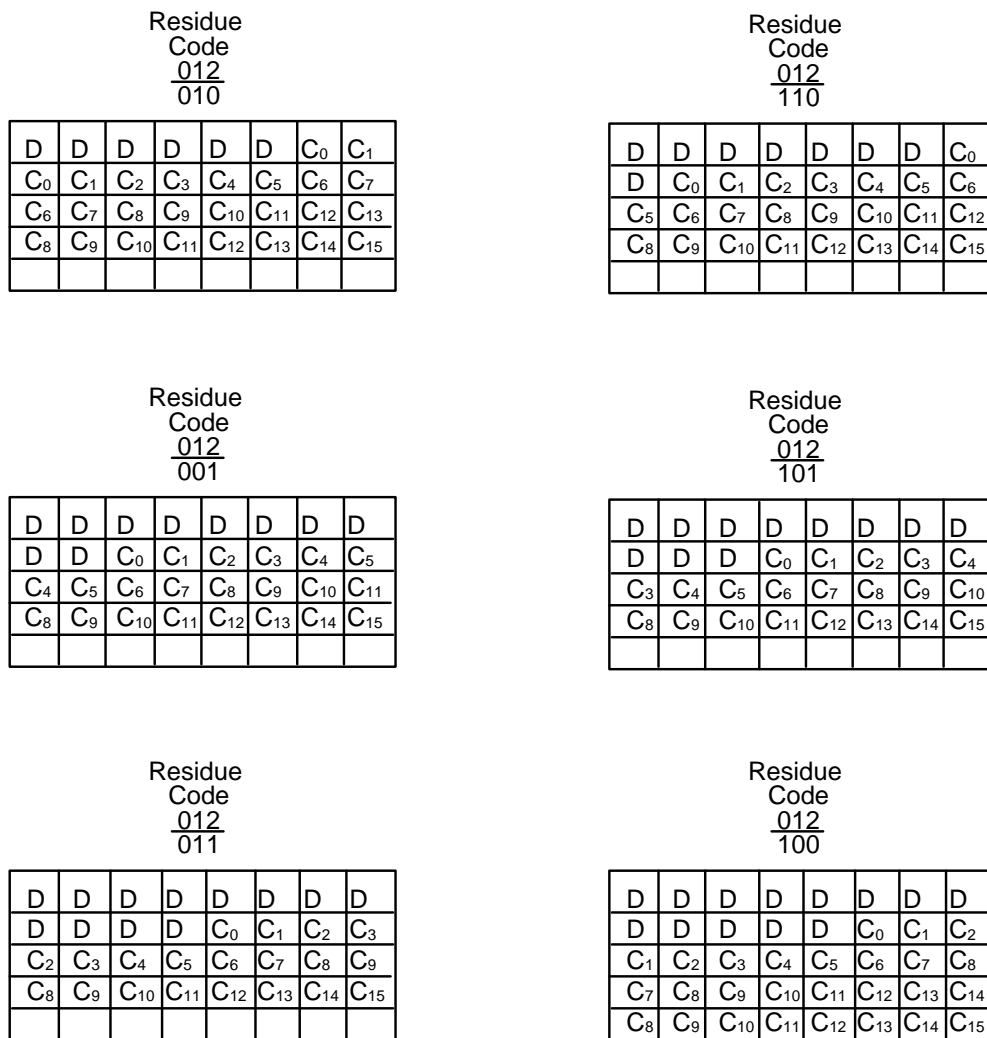 Residue
Code
012
010
D D D D D D C₀ C₁
C₀ C₁ C₂ C₃ C₄ C₅ C₆ C₇
C₆ C₇ C₈ C₉ C₁₀ C₁₁ C₁₂ C₁₃
C₈ C₉ C₁₀ C₁₁ C₁₂ C₁₃ C₁₄ C₁₅
Residue
Code
012
110
D D D D D D D C₀
D C₀ C₁ C₂ C₃ C₄ C₅ C₆
C₅ C₆ C₇ C₈ C₉ C₁₀ C₁₁ C₁₂
C₈ C₉ C₁₀ C₁₁ C₁₂ C₁₃ C₁₄ C₁₅
Residue
Code
012
001
D D D D D D D D
D D C₀ C₁ C₂ C₃ C₄ C₅
C₄ C₅ C₆ C₇ C₈ C₉ C₁₀ C₁₁
C₈ C₉ C₁₀ C₁₁ C₁₂ C₁₃ C₁₄ C₁₅
Residue
Code
012
101
D D D D D D D D
D D D C₀ C₁ C₂ C₃ C₄
C₃ C₄ C₅ C₆ C₇ C₈ C₉ C₁₀
C₈ C₉ C₁₀ C₁₁ C₁₂ C₁₃ C₁₄ C₁₅
Residue
Code
012
011
D D D D D D D D
D D D D C₀ C₁ C₂ C₃
C₂ C₃ C₄ C₅ C₆ C₇ C₈ C₉
C₈ C₉ C₁₀ C₁₁ C₁₂ C₁₃ C₁₄ C₁₅
Residue
Code
012
100
D D D D D D D D
D D D D D C₀ C₁ C₂
C₁ C₂ C₃ C₄ C₅ C₆ C₇ C₈
C₇ C₈ C₉ C₁₀ C₁₁ C₁₂ C₁₃ C₁₄
C₈ C₉ C₁₀ C₁₁ C₁₂ C₁₃ C₁₄ C₁₅